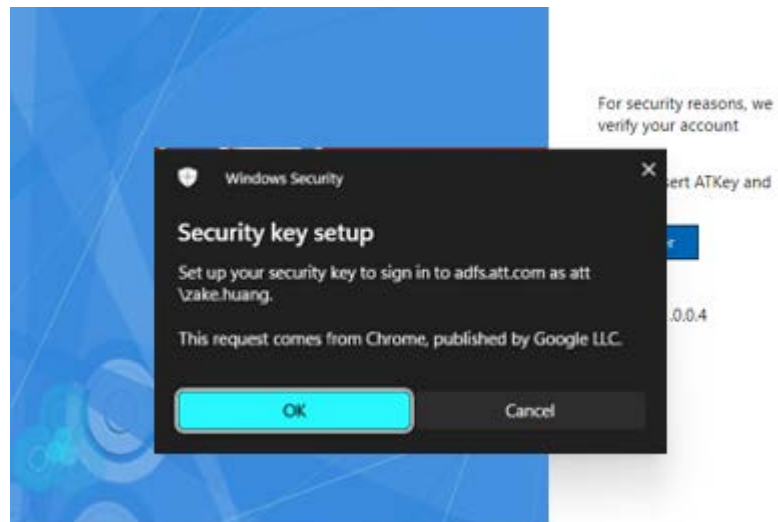 For security reasons, we
verify your account
Windows Security
sert ATKey and
Security key setup
Set up your security key to sign in to adfs.att.com as att
\zake.huang.
This request comes from Chrome, published by Google LLC.
.0.0.4
OK
Cancel